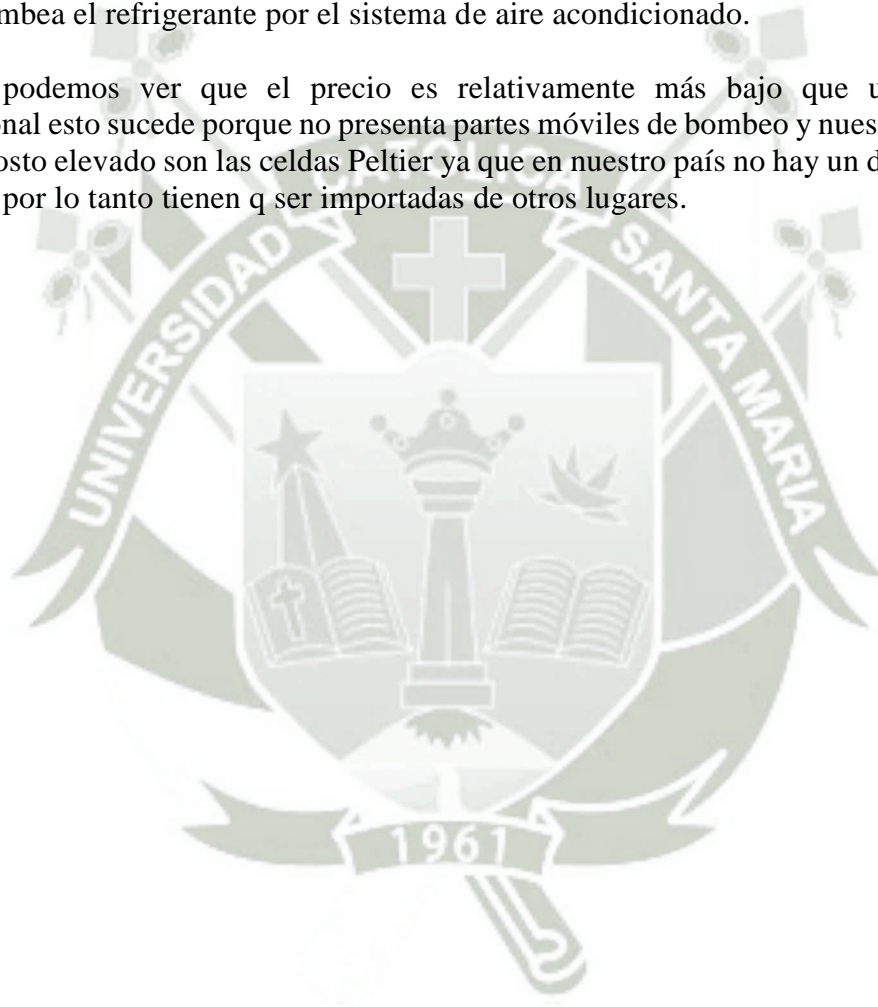 mbea el refrigerante por el sistema de aire acondicionado.
podemos ver que el precio es relativamente más bajo que u
nal esto sucede porque no presenta partes móviles de bombeo y nues
osto elevado son las celdas Peltier ya que en nuestro país no hay un d
por lo tanto tienen q ser importadas de otros lugares.
UNIVERSIDAD CATOLICA SANTA MARIA
1961